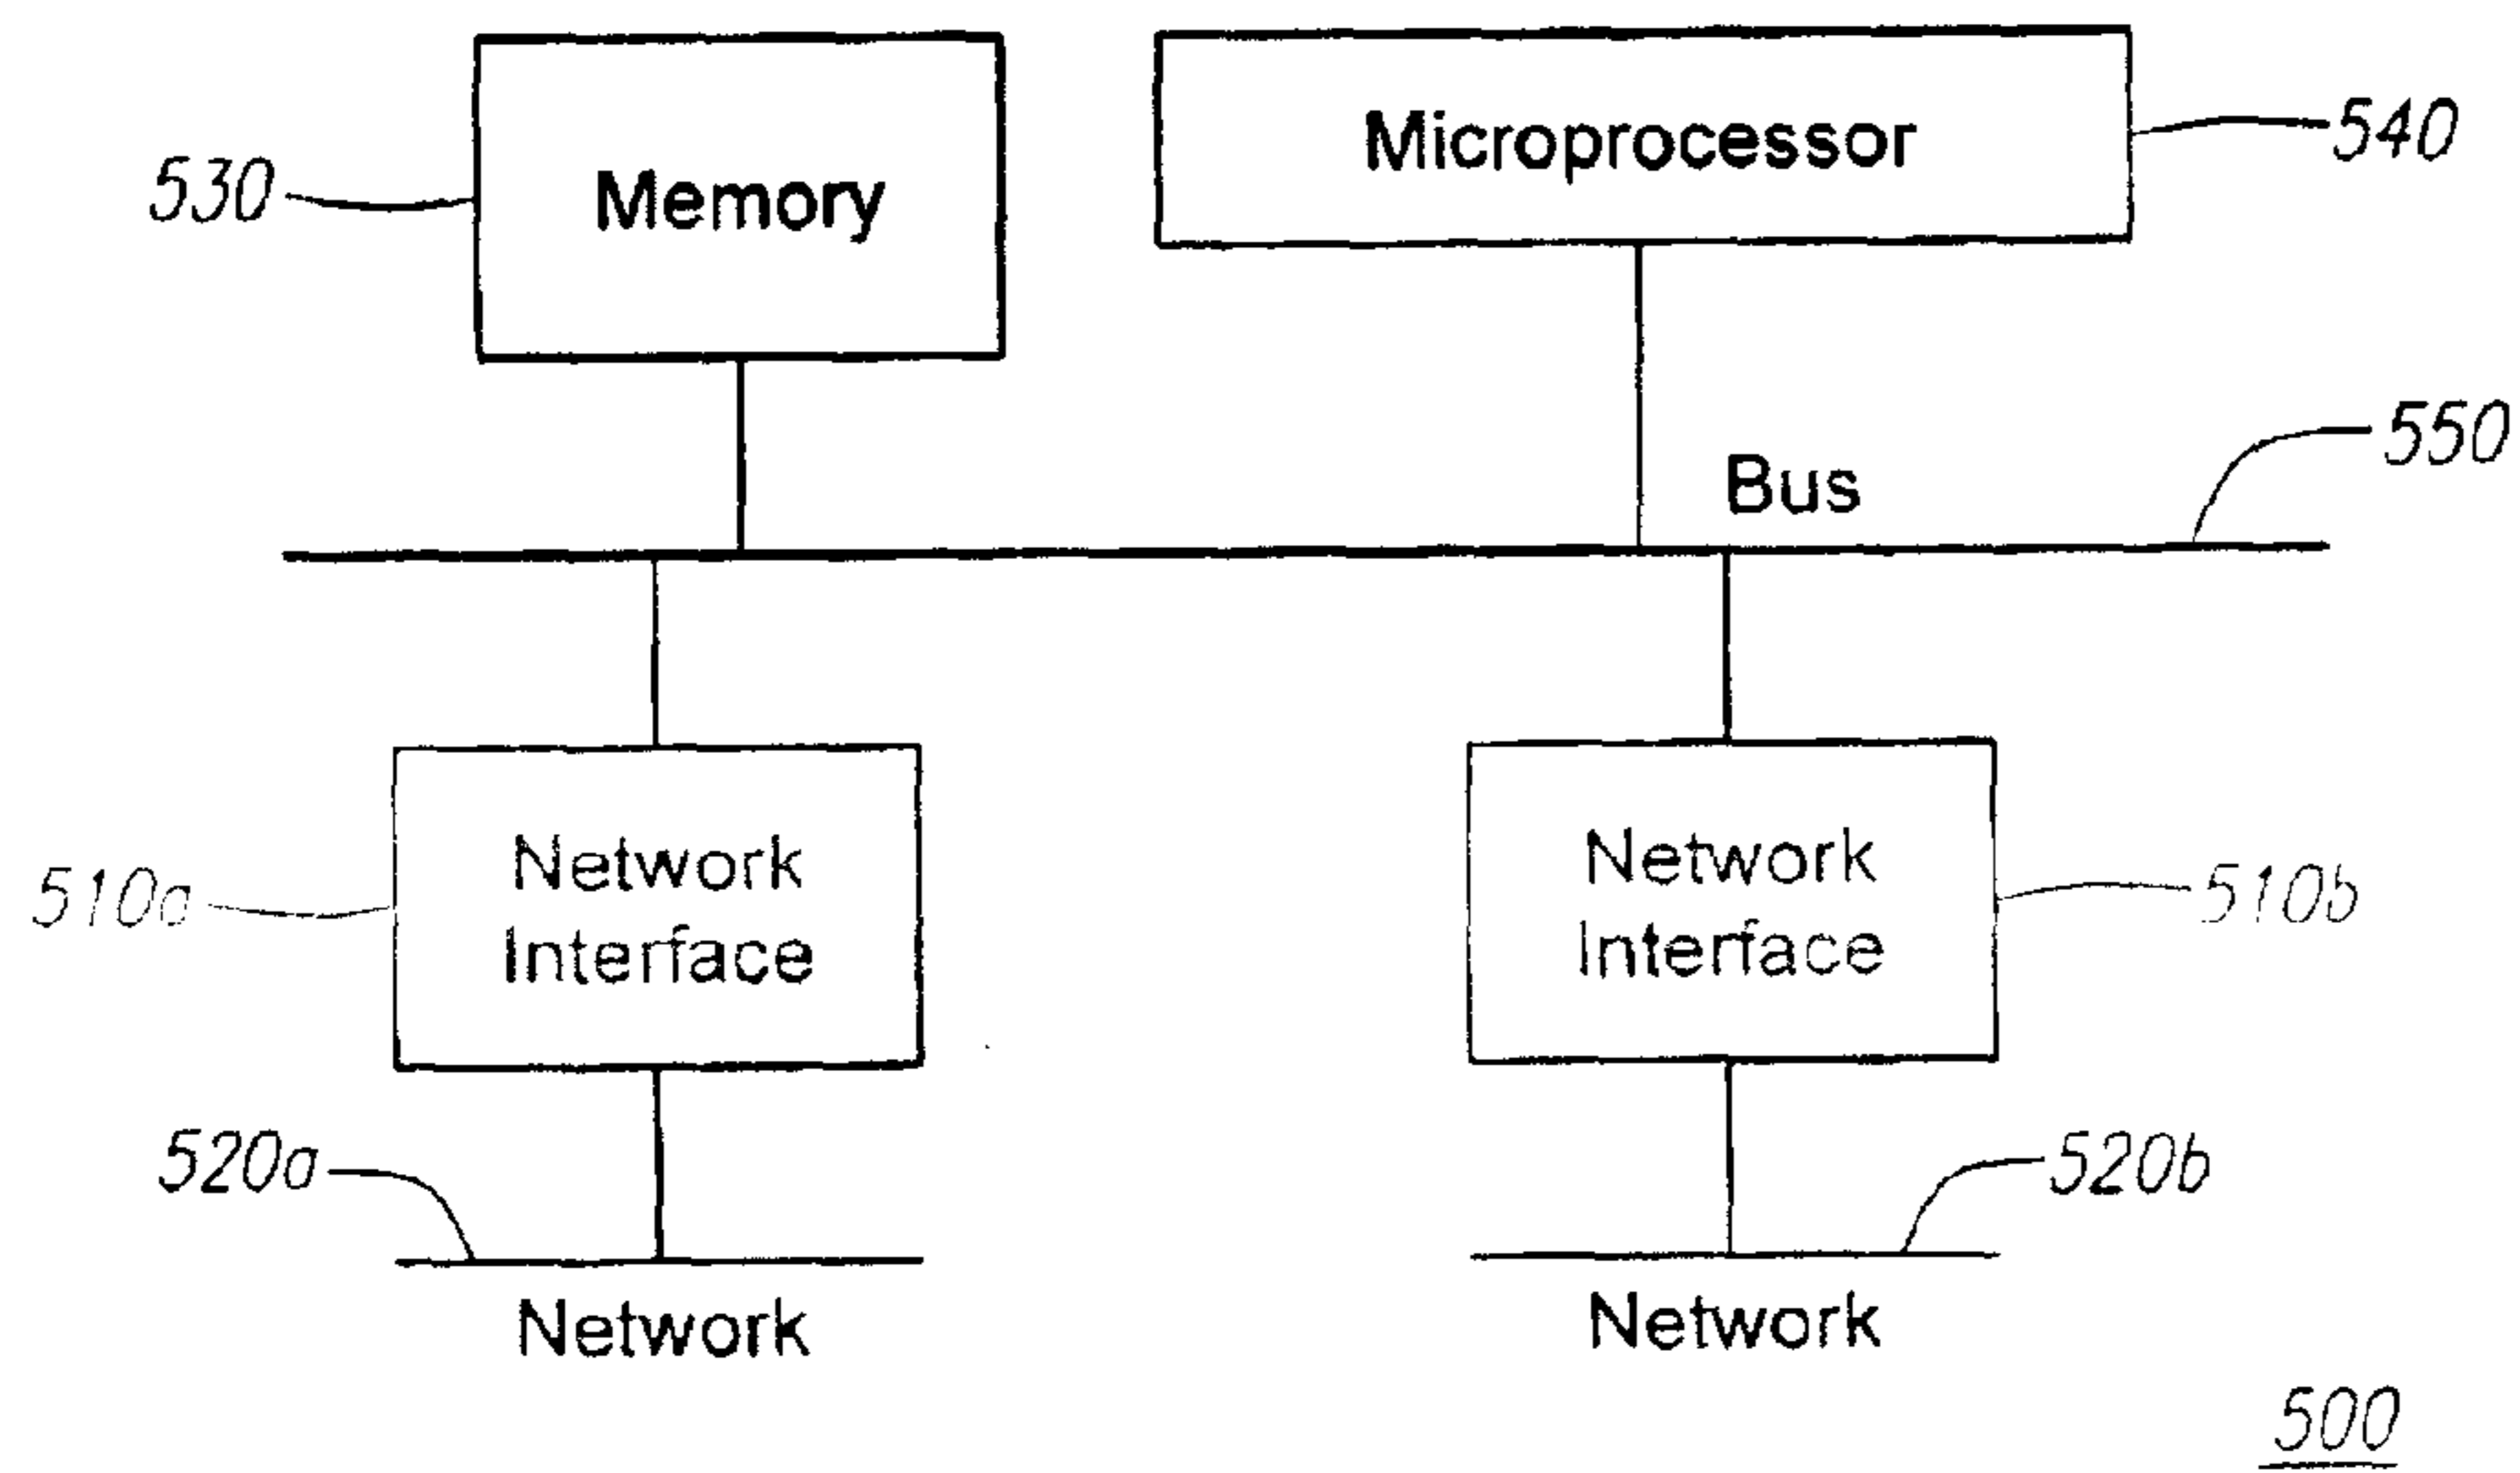 Memory
530
Microprocessor
540
Bus
550
Network
Interface
510a
Network
Interface
510b
520a
Network
520b
Network
500